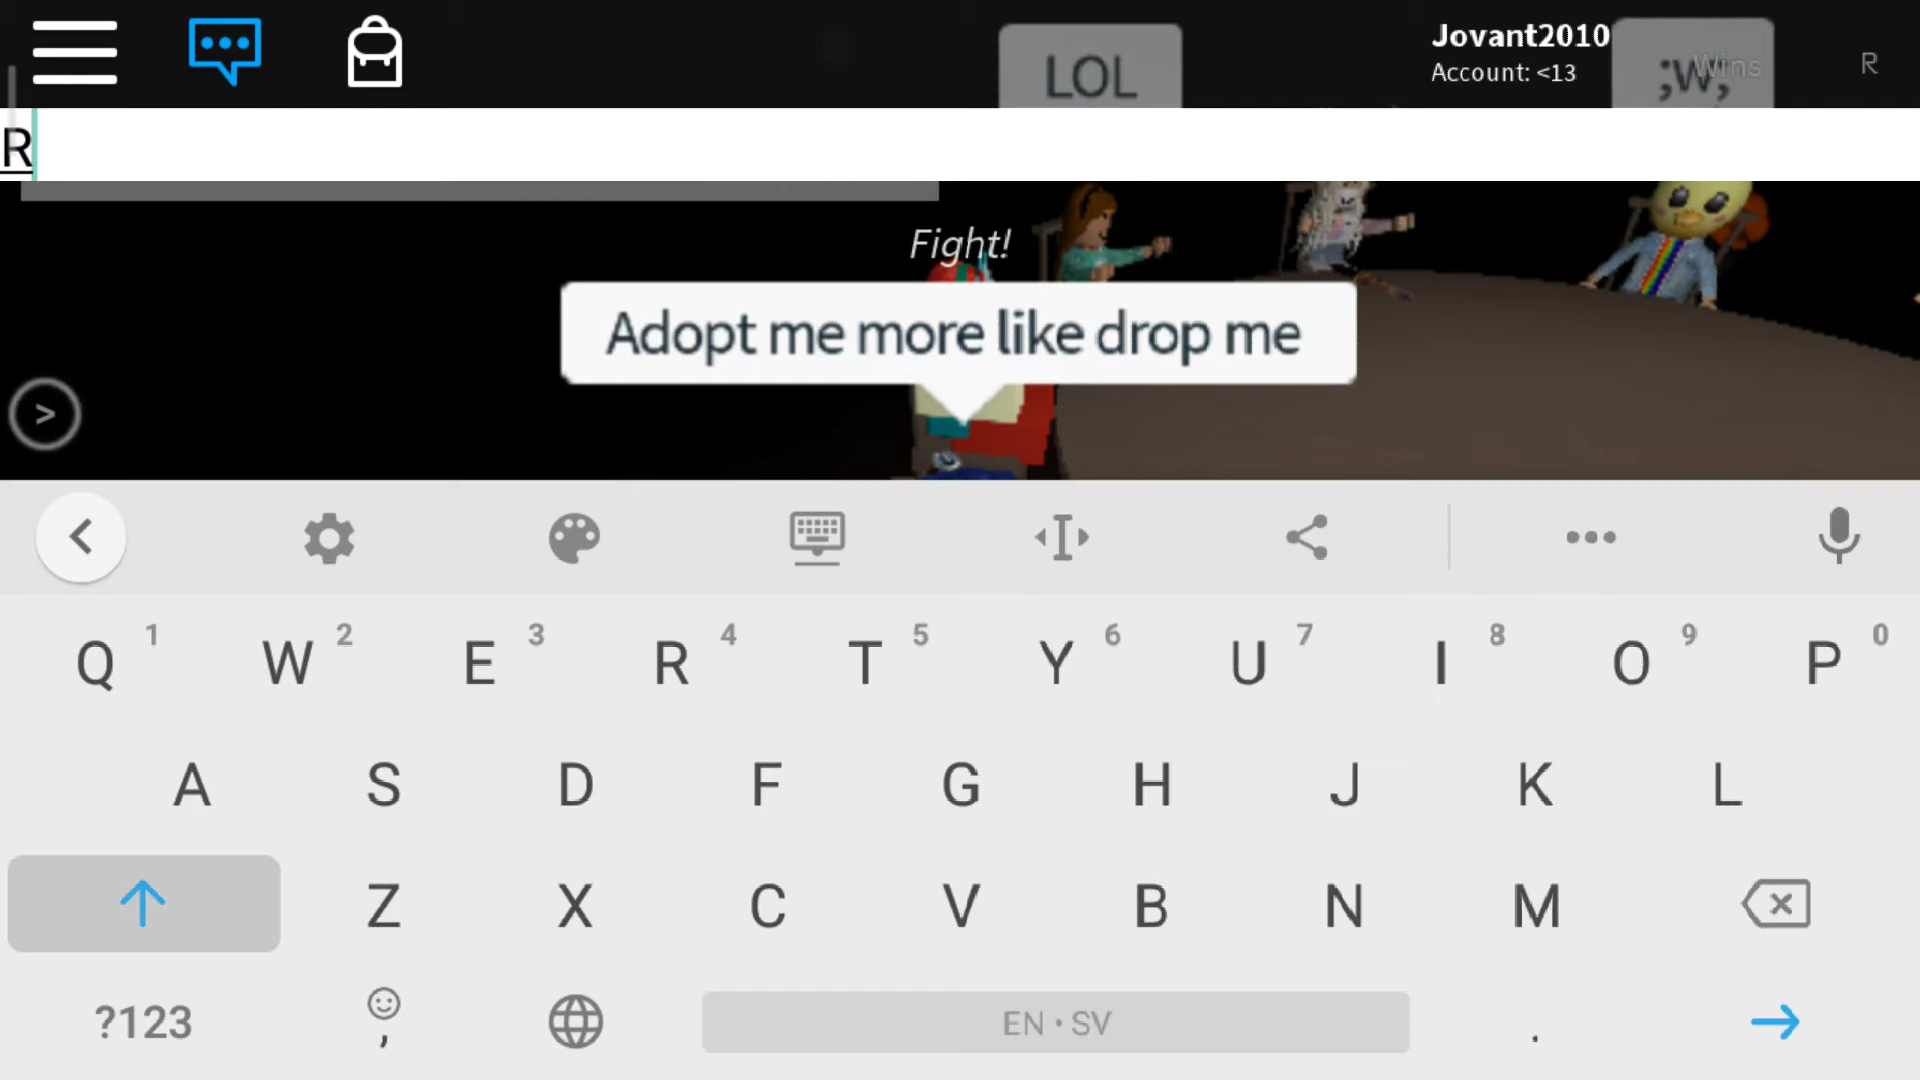 LOL
Jovant2010
Account: <13
;W;
Wins
R
R
Fight!
Adopt me more like drop me
>
Q 1 W 2 E 3 R 4 T 5 Y 6 U 7 I 8 O 9 P 0
A S D F G H J K L
Z X C V B N M
?123 , EN • SV .